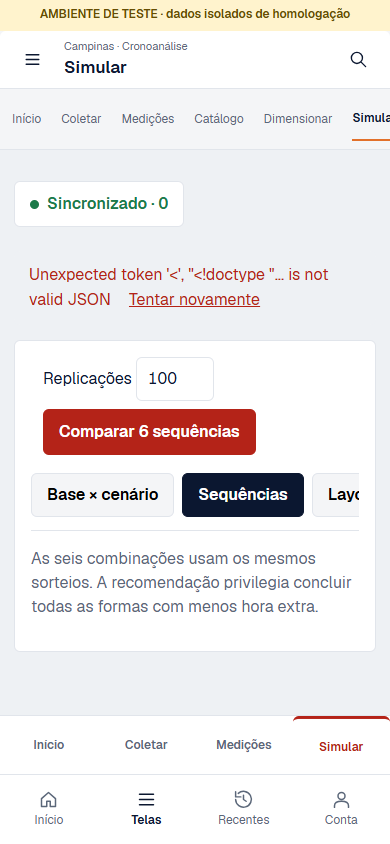 AMBIENTE DE TESTE · dados isolados de homologação
Campinas · Cronoanálise
Simular
Início Coletar Medições Catálogo Dimensionar Simula
Sincronizado · 0
Unexpected token '<', "<!doctype "... is not
valid JSON Tentar novamente
Replicações 100
Comparar 6 sequências
Base × cenário Sequências Layo
As seis combinações usam os mesmos
sorteios. A recomendação privilegia concluir
todas as formas com menos hora extra.
Início Coletar Medições Simular
Início Telas Recentes Conta